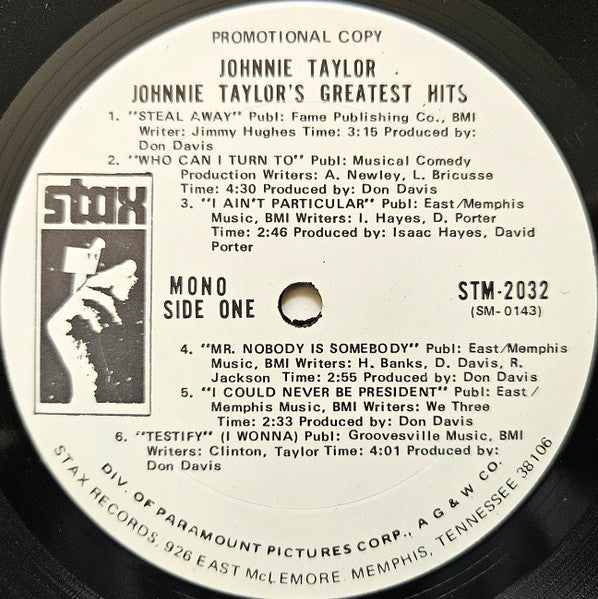 PROMOTIONAL COPY
JOHNNIE TAYLOR
JOHNNIE TAYLOR'S GREATEST HITS
1. "STEAL AWAY" Publ: Fame Publishing Co., BMI
Writer: Jimmy Hughes Time: 3:15 Produced by:
Don Davis
2. "WHO CAN I TURN TO" Publ: Musical Comedy
Production Writers: A. Newley, L. Bricusse
Time: 4:30 Produced by: Don Davis
3. "I AIN'T PARTICULAR" Publ: East/Memphis
Music, BMI Writers: I. Hayes, D. Porter
Time: 2:46 Produced by: Isaac Hayes, David
Porter
stax
MONO
SIDE ONE
STM-2032
(SM-0143)
4. "MR. NOBODY IS SOMEBODY" Publ: East/Memphis
Music, BMI Writers: H. Banks, D. Davis, R.
Jackson Time: 2:55 Produced by: Don Davis
5. "I COULD NEVER BE PRESIDENT" Publ: East/
Memphis Music, BMI Writers: We Three
Time: 2:33 Produced by: Don Davis
6. "TESTIFY" (I WONNA) Publ: Groovesville Music, BMI
Writers: Clinton, Taylor Time: 4:01 Produced by:
Don Davis
DIV. OF PARAMOUNT PICTURES CORP., A G & W CO.
STAX RECORDS, 926 EAST McLEMORE MEMPHIS, TENNESSEE 38106